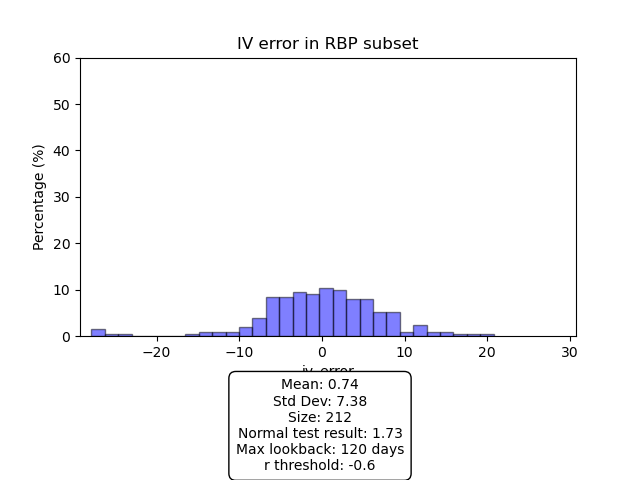 IV error in RBP subset
60
50
40
30
20
10
0
Percentage (%)
−20
−10
0
10
20
30
iv_error
Mean: 0.74
Std Dev: 7.38
Size: 212
Normal test result: 1.73
Max lookback: 120 days
r threshold: -0.6